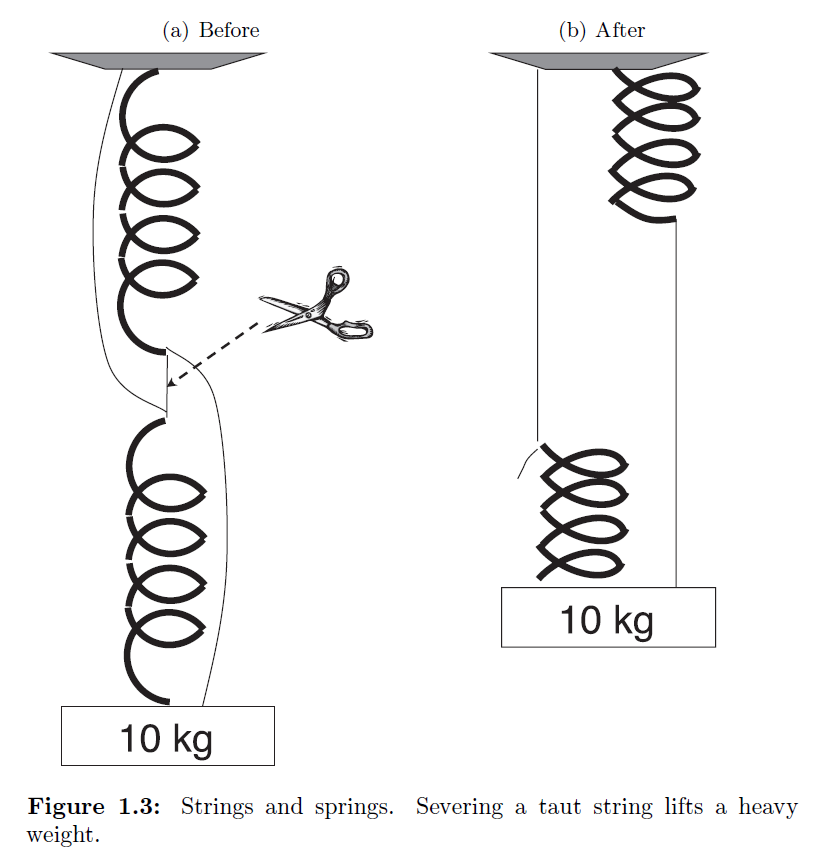 (a) Before
(b) After
10 kg
10 kg
Figure 1.3: Strings and springs. Severing a taut string lifts a heavy
weight.